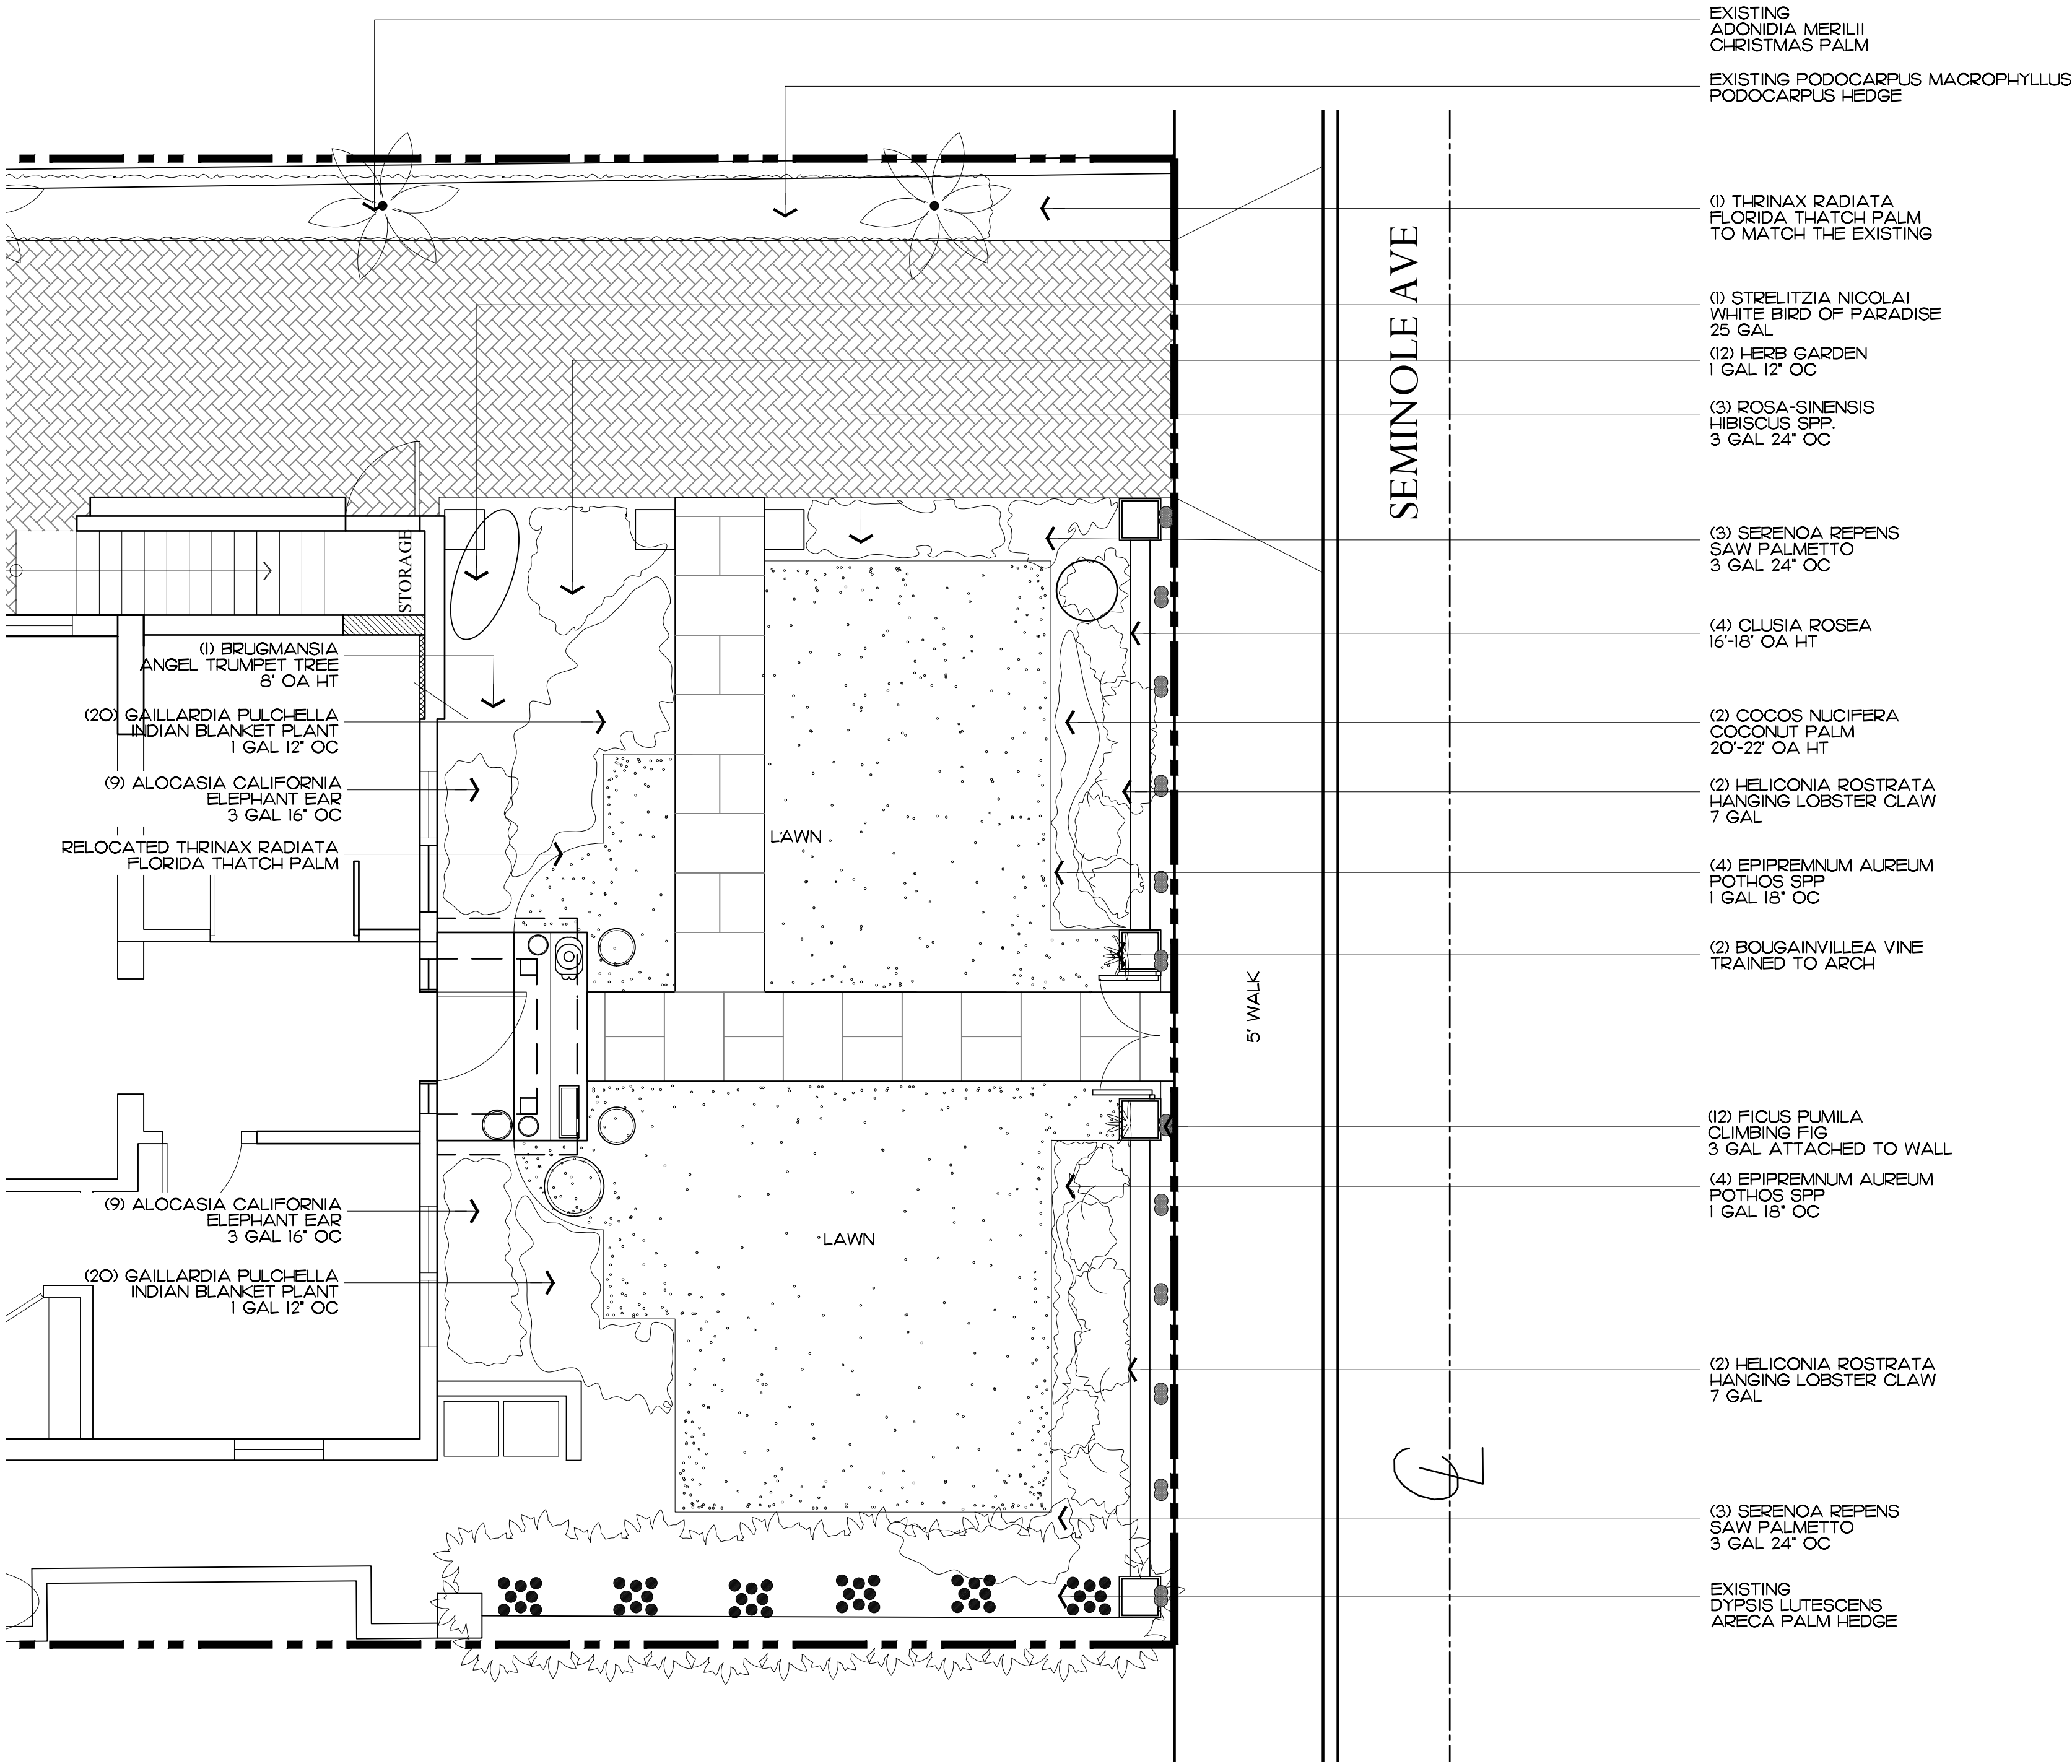 EXISTING
ADONIDIA MERILII
CHRISTMAS PALM
EXISTING PODOCARPUS MACROPHYLLUS
PODOCARPUS HEDGE
(1) THRINAX RADIATA
FLORIDA THATCH PALM
TO MATCH THE EXISTING
(1) STRELITZIA NICOLAI
WHITE BIRD OF PARADISE
25 GAL
(12) HERB GARDEN
1 GAL 12" OC
(3) ROSA-SINENSIS
HIBISCUS SPP.
3 GAL 24" OC
(3) SERENOA REPENS
SAW PALMETTO
3 GAL 24" OC
(4) CLUSIA ROSEA
16'-18' OA HT
(2) COCOS NUCIFERA
COCONUT PALM
20'-22' OA HT
(2) HELICONIA ROSTRATA
HANGING LOBSTER CLAW
7 GAL
(4) EPIPREMNUM AUREUM
POTHOS SPP
1 GAL 18" OC
(2) BOUGAINVILLEA VINE
TRAINED TO ARCH
(12) FICUS PUMILA
CLIMBING FIG
3 GAL ATTACHED TO WALL
(4) EPIPREMNUM AUREUM
POTHOS SPP
1 GAL 18" OC
(2) HELICONIA ROSTRATA
HANGING LOBSTER CLAW
7 GAL
(3) SERENOA REPENS
SAW PALMETTO
3 GAL 24" OC
EXISTING
DYPSIS LUTESCENS
ARECA PALM HEDGE
SEMINOLE AVE
5' WALK
CL
STORAGE
LAWN
LAWN
(1) BRUGMANSIA
ANGEL TRUMPET TREE
8' OA HT
(20) GAILLARDIA PULCHELLA
INDIAN BLANKET PLANT
1 GAL 12" OC
(9) ALOCASIA CALIFORNIA
ELEPHANT EAR
3 GAL 16" OC
RELOCATED THRINAX RADIATA
FLORIDA THATCH PALM
(9) ALOCASIA CALIFORNIA
ELEPHANT EAR
3 GAL 16" OC
(20) GAILLARDIA PULCHELLA
INDIAN BLANKET PLANT
1 GAL 12" OC